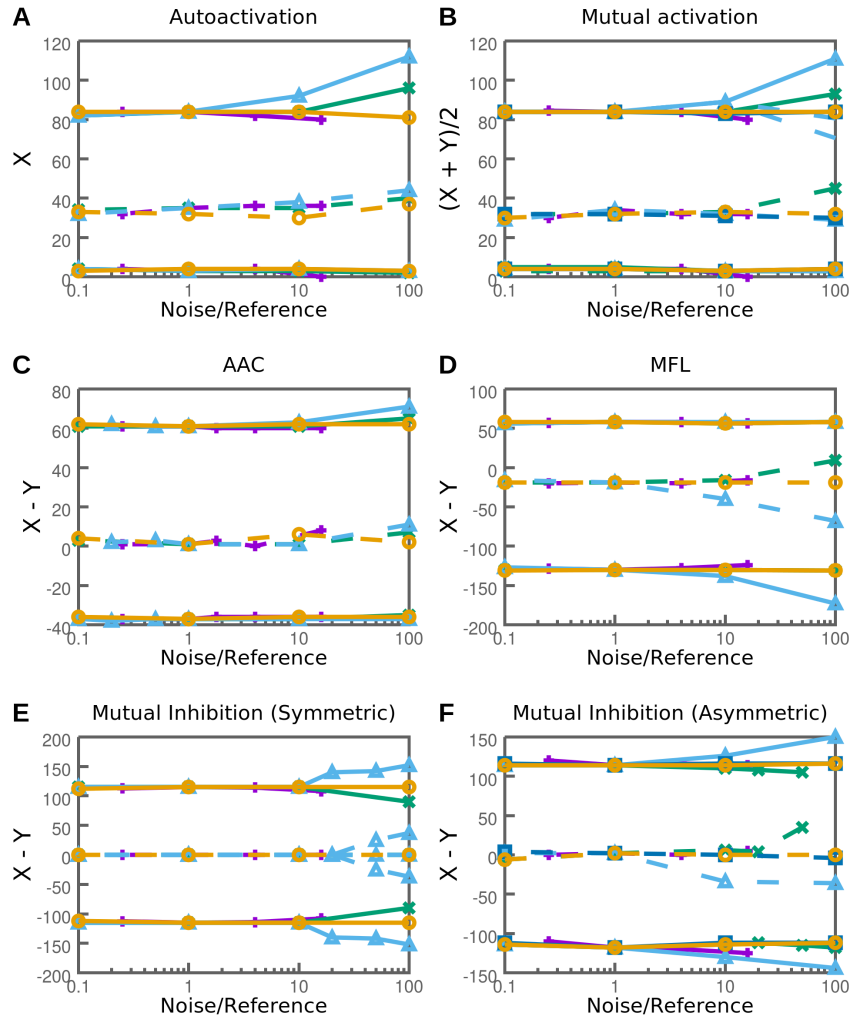 A
Autoactivation
120
100
80
60
40
20
0
X
0.1
1
10
100
Noise/Reference
B
Mutual activation
120
100
80
60
40
20
0
(X + Y)/2
0.1
1
10
100
Noise/Reference
C
AAC
80
60
40
20
0
-20
-40
X - Y
0.1
1
10
100
Noise/Reference
D
MFL
100
50
0
-50
-100
-150
-200
X - Y
0.1
1
10
100
Noise/Reference
E
Mutual Inhibition (Symmetric)
200
150
100
50
0
-50
-100
-150
-200
X - Y
0.1
1
10
100
Noise/Reference
F
Mutual Inhibition (Asymmetric)
150
100
50
0
-50
-100
-150
X - Y
0.1
1
10
100
Noise/Reference